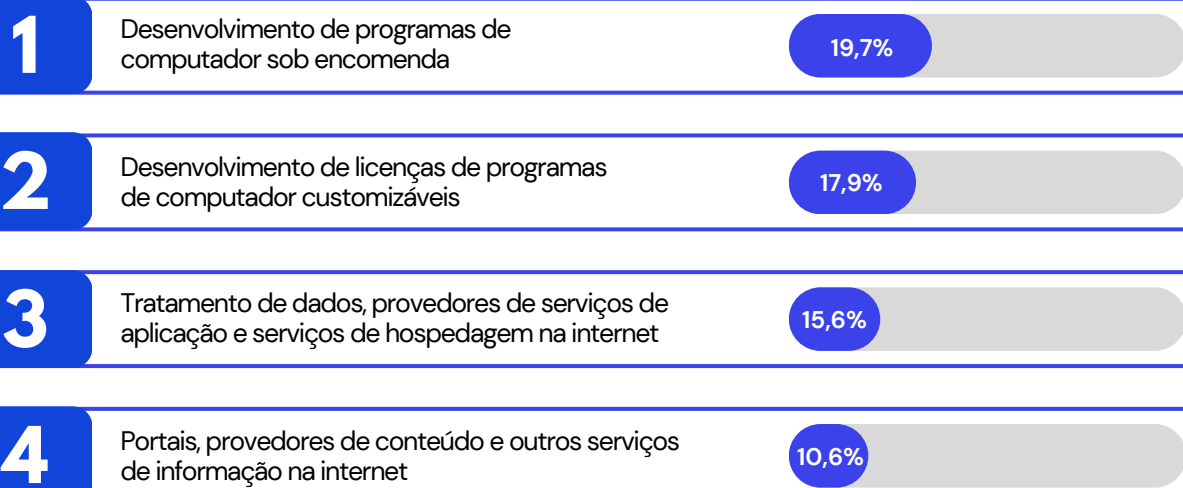 1
Desenvolvimento de programas de
computador sob encomenda
19,7%
2
Desenvolvimento de licenças de programas
de computador customizáveis
17,9%
3
Tratamento de dados, provedores de serviços de
aplicação e serviços de hospedagem na internet
15,6%
4
Portais, provedores de conteúdo e outros serviços
de informação na internet
10,6%